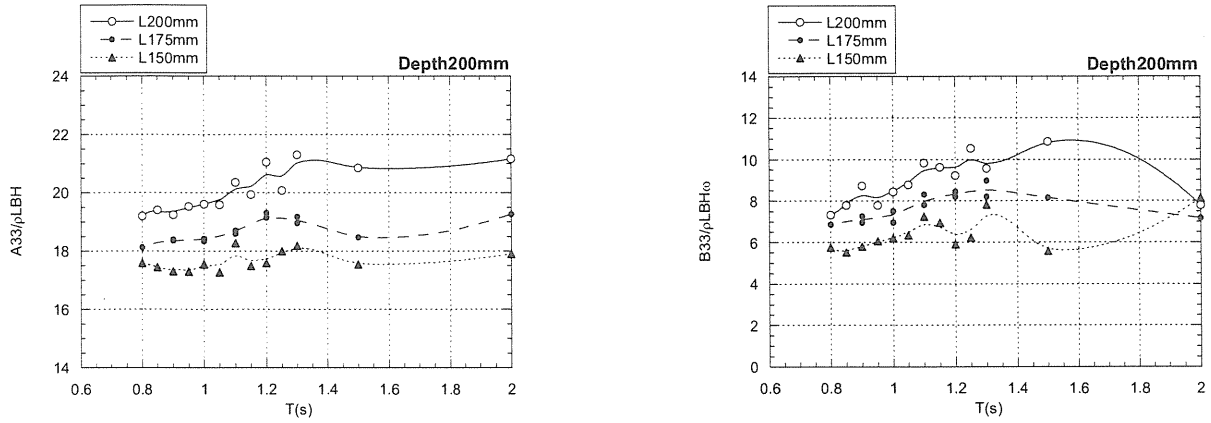 L200mm
L175mm
L150mm
Depth200mm
A33/ρLBH
24
22
20
18
16
14
0.6 0.8 1 1.2 1.4 1.6 1.8 2
T(s)
L200mm
L175mm
L150mm
Depth200mm
B33/ρLBHω
14
12
10
8
6
4
2
0
0.6 0.8 1 1.2 1.4 1.6 1.8 2
T(s)